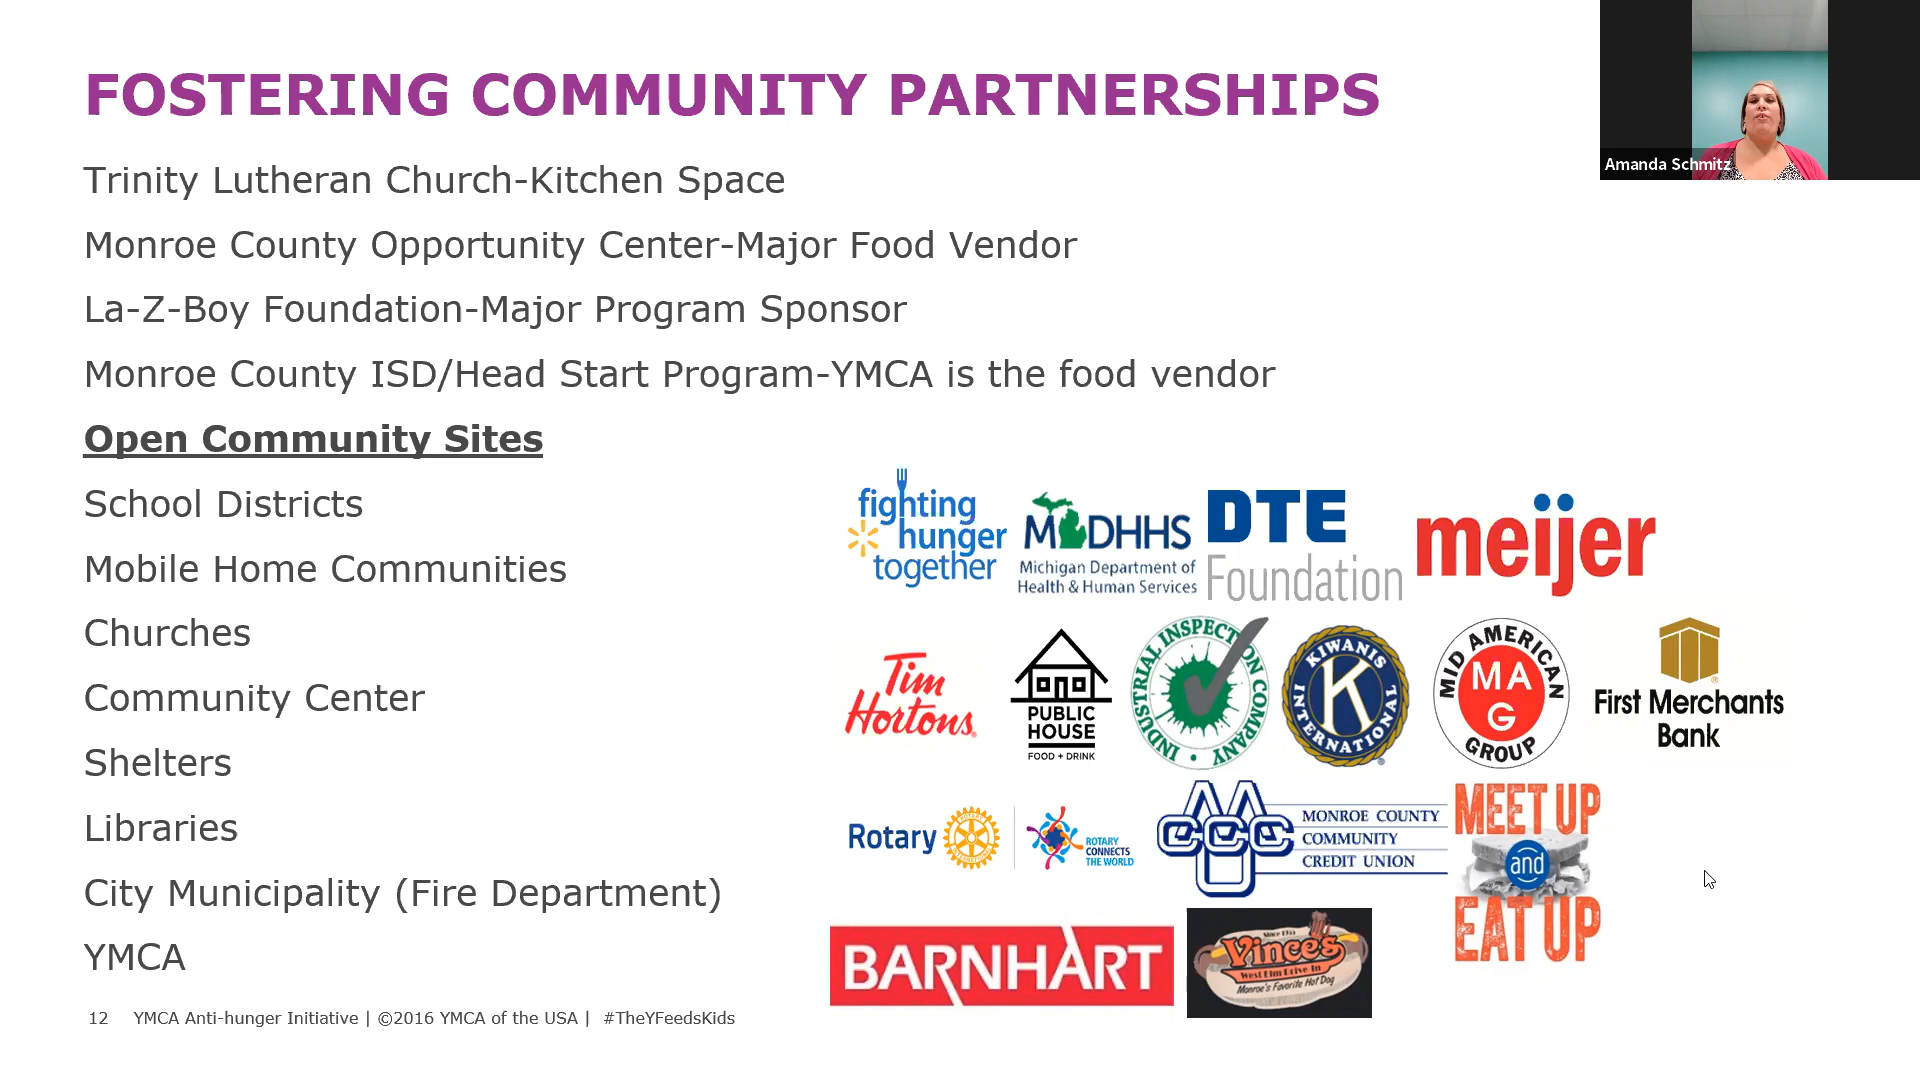 FOSTERING COMMUNITY PARTNERSHIPS
Amanda Schmitz
Trinity Lutheran Church-Kitchen Space
Monroe County Opportunity Center-Major Food Vendor
La-Z-Boy Foundation-Major Program Sponsor
Monroe County ISD/Head Start Program-YMCA is the food vendor
Open Community Sites
School Districts
Mobile Home Communities
Churches
Community Center
Shelters
Libraries
City Municipality (Fire Department)
YMCA
fighting
hunger
together
MDHHS
Michigan Department of
Health & Human Services
DTE
Foundation
meijer
Tim
Hortons
PUBLIC
HOUSE
FOOD + DRINK
INDUSTRIAL INSPECTION COMPANY
KIWANIS
INTERNATIONAL
K
MID AMERICAN
MA
G
GROUP
First Merchants
Bank
Rotary
ROTARY
CONNECTS
THE WORLD
MCCCU
MONROE COUNTY
COMMUNITY
CREDIT UNION
MEET UP
and
EAT UP
BARNHART
Vince's
West Elm Drive-In
Monroe's Favorite Hot Dog
12 YMCA Anti-hunger Initiative | ©2016 YMCA of the USA | #TheYFeedsKids